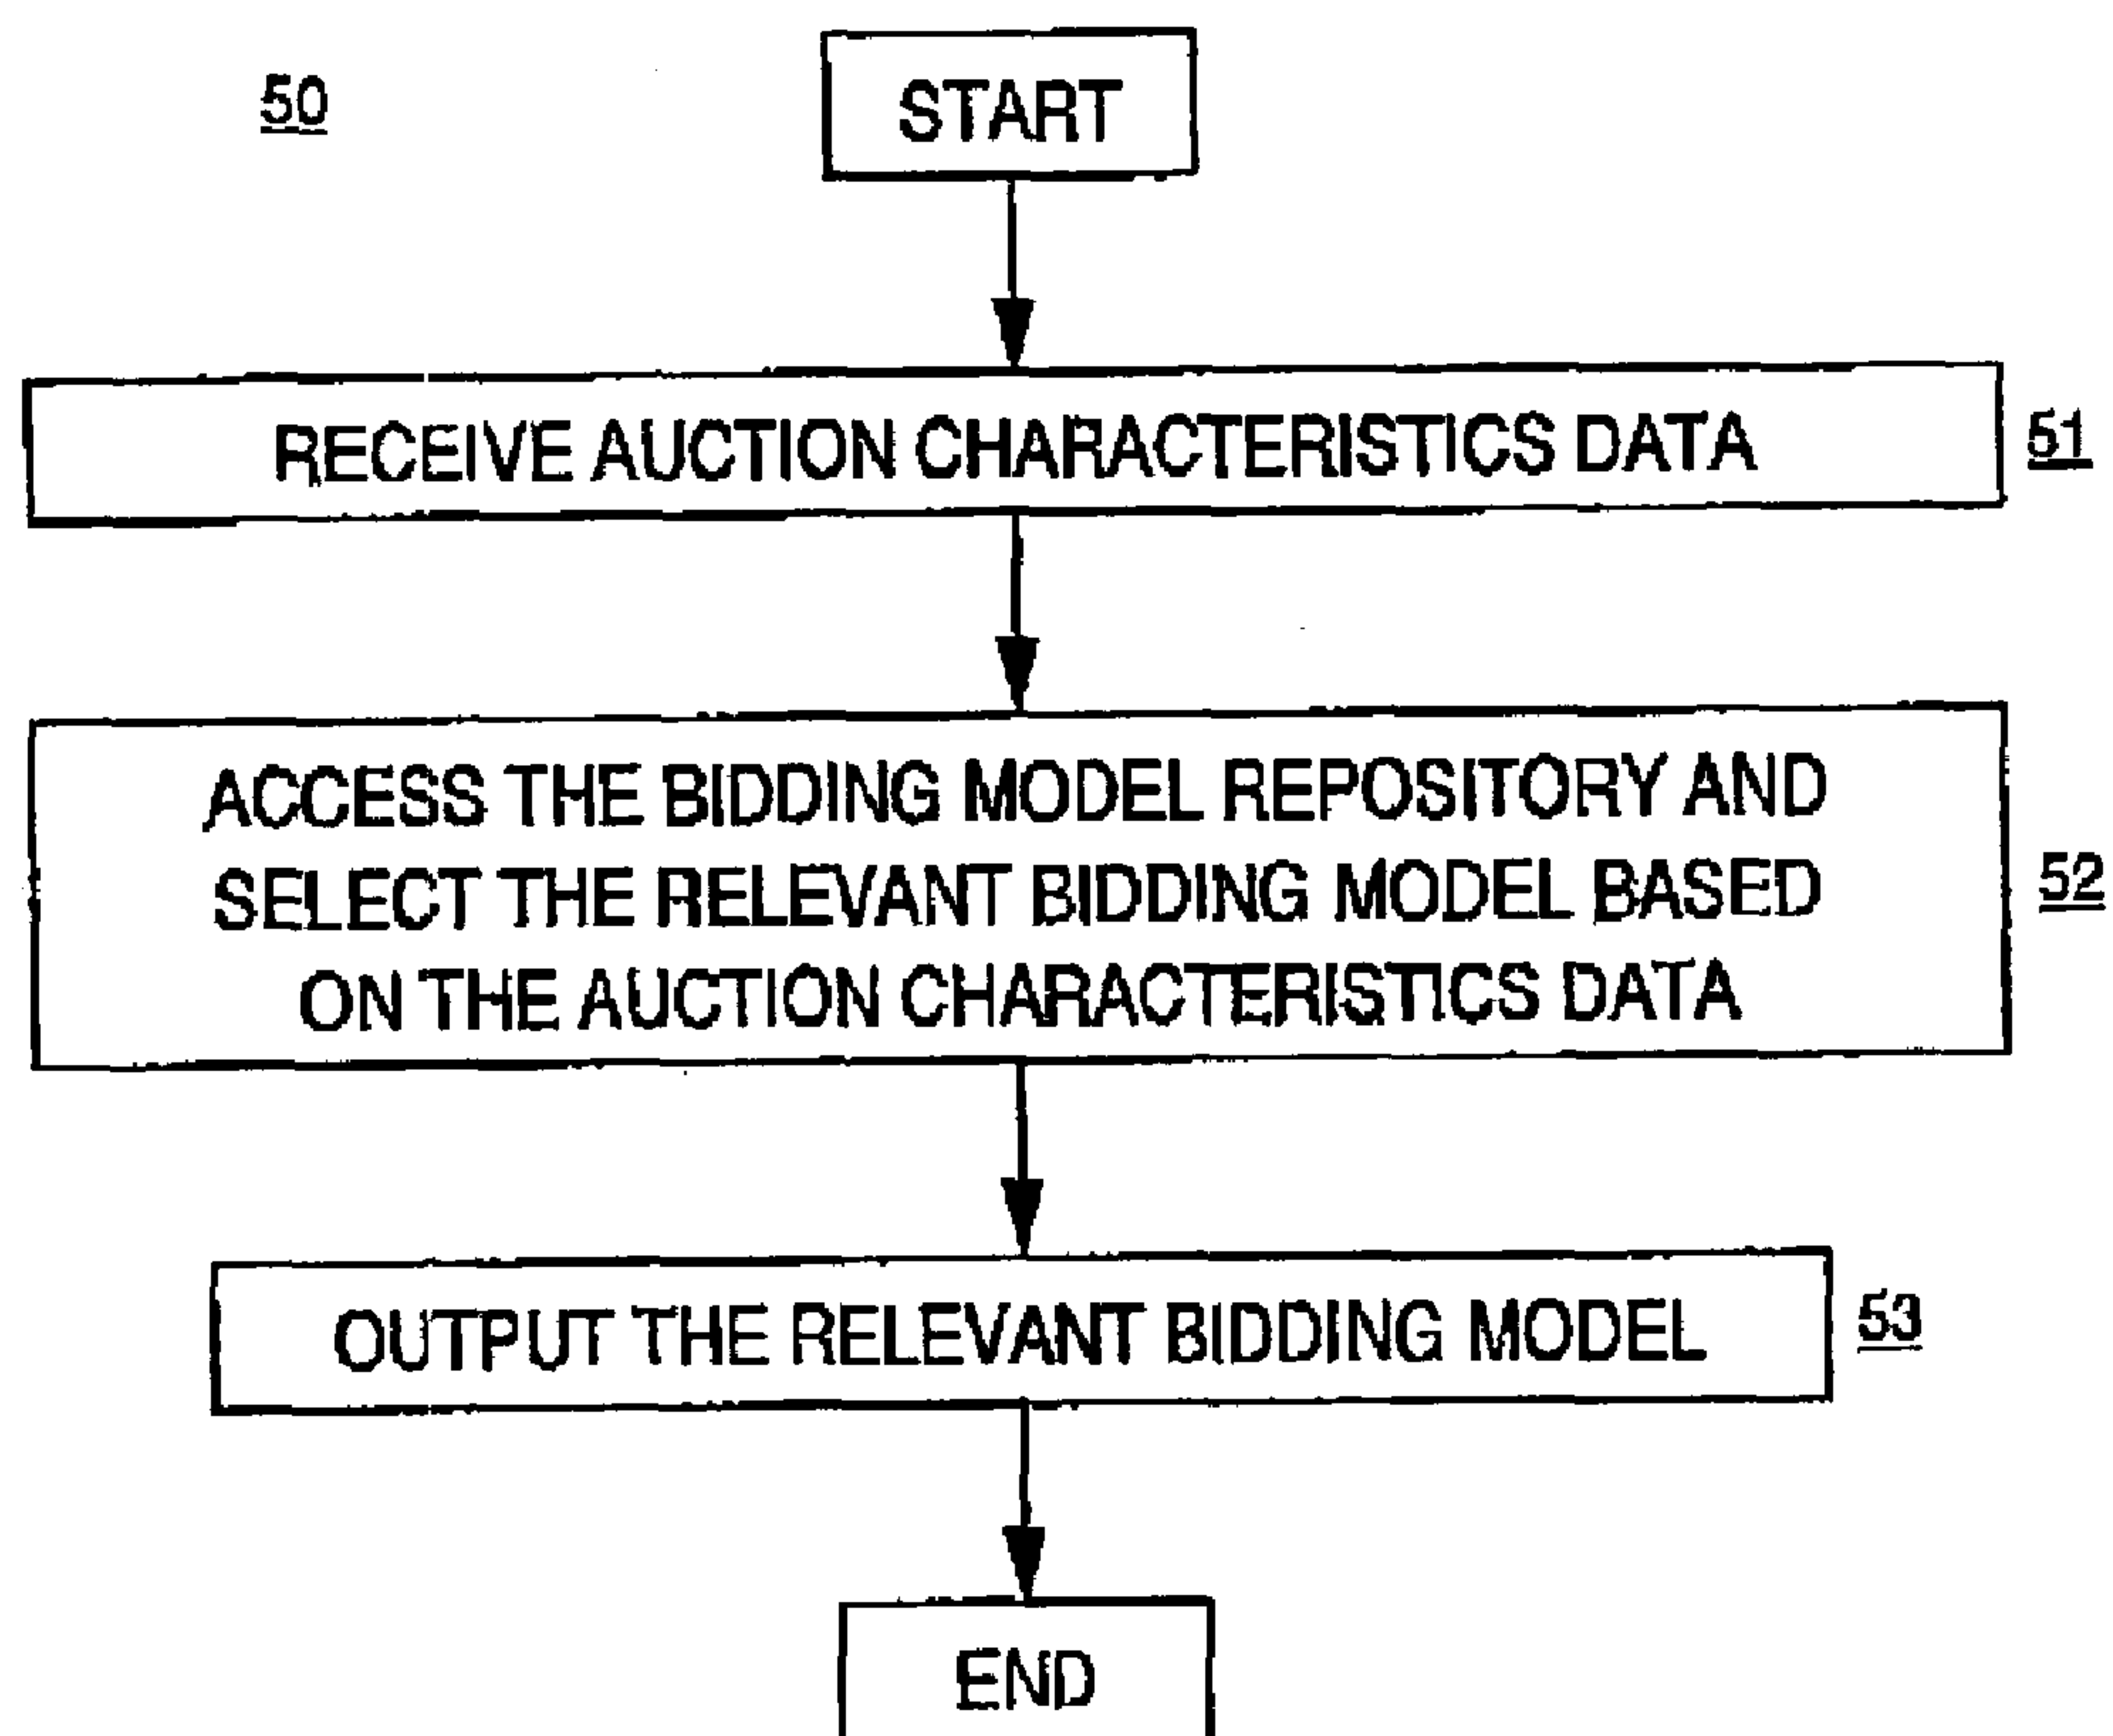 50
START
RECEIVE AUCTION CHARACTERISTICS DATA
51
ACCESS THE BIDDING MODEL REPOSITORY AND
SELECT THE RELEVANT BIDDING MODEL BASED
ON THE AUCTION CHARACTERISTICS DATA
52
OUTPUT THE RELEVANT BIDDING MODEL
53
END